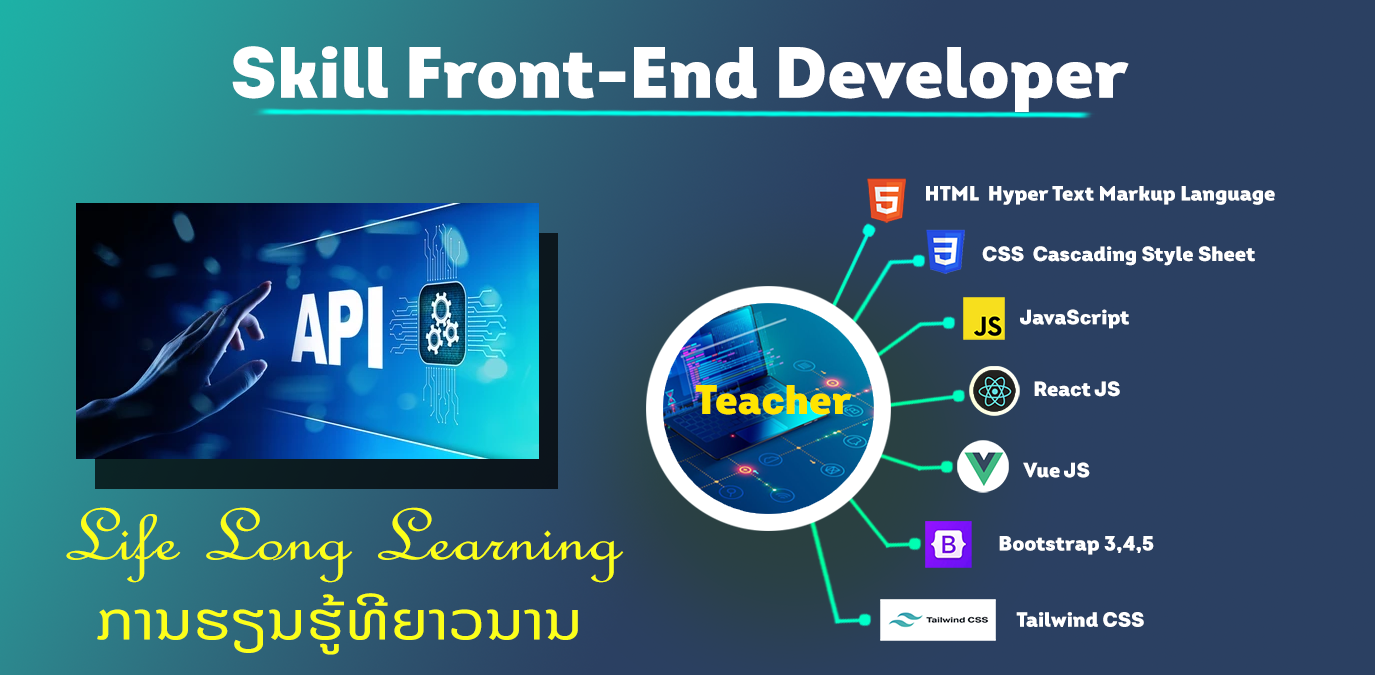 Skill Front-End Developer
API
Life Long Learning
ການຮຽນຮູ້ທີຍາວນານ
Teacher
HTML Hyper Text Markup Language
CSS Cascading Style Sheet
JS JavaScript
React JS
Vue JS
B Bootstrap 3,4,5
Tailwind CSS Tailwind CSS